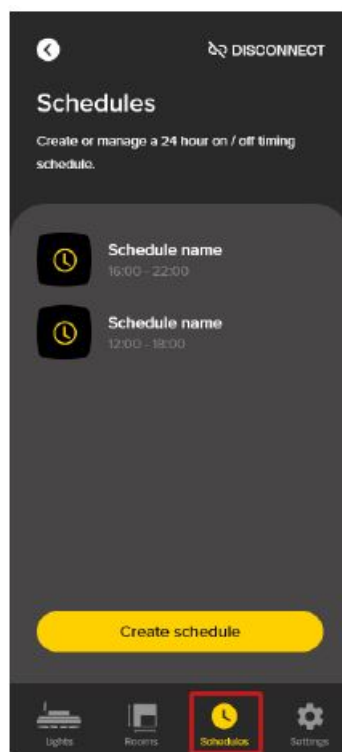 DISCONNECT
Schedules
Create or manage a 24 hour on / off timing
schedule.
Schedule name
16:00 - 22:00
Schedule name
12:00 - 18:00
Create schedule
Lights Rooms Schedules Settings